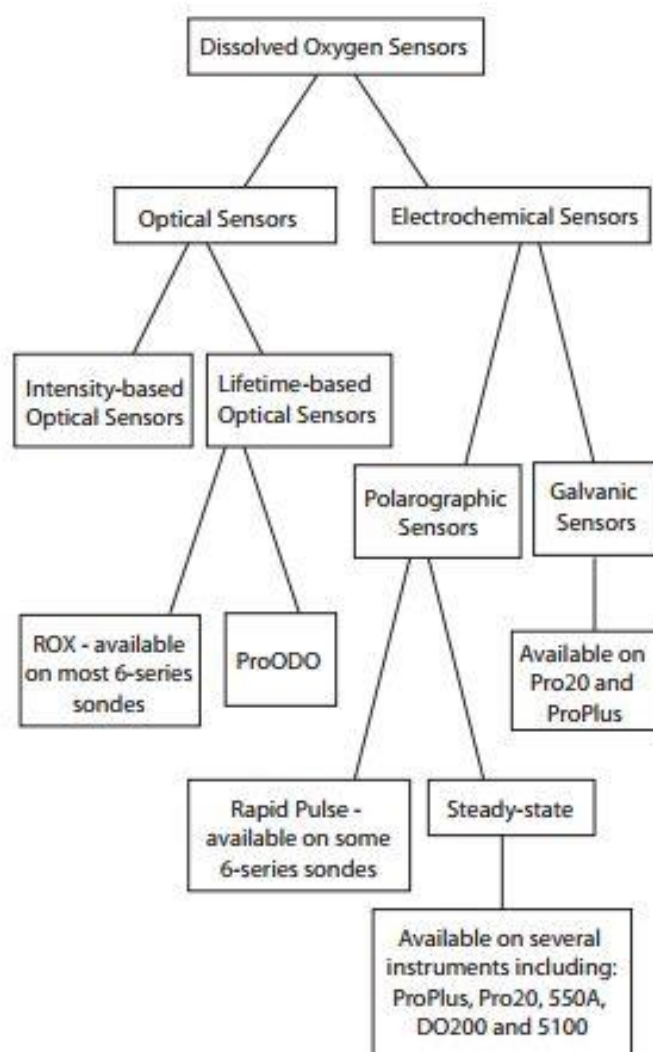 Dissolved Oxygen Sensors
Optical Sensors
Electrochemical Sensors
Intensity-based
Optical Sensors
Lifetime-based
Optical Sensors
Polarographic
Sensors
Galvanic
Sensors
ROX - available
on most 6-series
sondes
ProODO
Available on
Pro20 and
ProPlus
Rapid Pulse -
available on some
6-series sondes
Steady-state
Available on several
instruments including:
ProPlus, Pro20, 550A,
DO200 and 5100